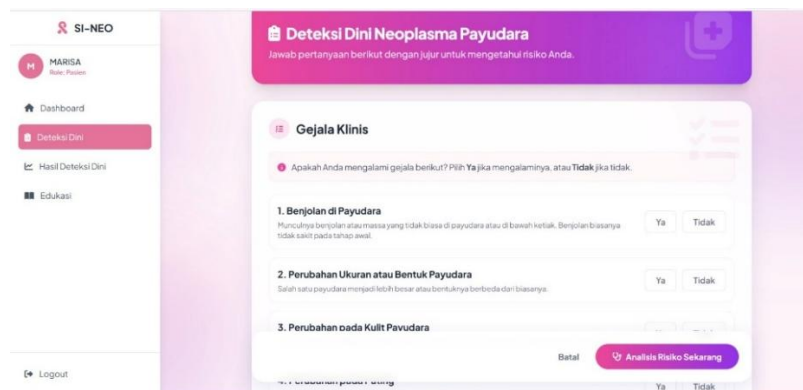 SI-NEO
M
MARISA
Role: Pasien
Dashboard
Deteksi Dini
Hasil Deteksi Dini
Edukasi
Logout
Deteksi Dini Neoplasma Payudara
Jawab pertanyaan berikut dengan jujur untuk mengetahui risiko Anda.
Gejala Klinis
Apakah Anda mengalami gejala berikut? Pilih Ya jika mengalaminya, atau Tidak jika tidak.
1. Benjolan di Payudara
Munculnya benjolan atau massa yang tidak biasa di payudara atau di bawah ketiak. Benjolan biasanya
tidak sakit pada tahap awal.
Ya Tidak
2. Perubahan Ukuran atau Bentuk Payudara
Salah satu payudara menjadi lebih besar atau bentuknya berbeda dari biasanya.
Ya Tidak
3. Perubahan pada Kulit Payudara
Batal
Analisis Risiko Sekarang
4. Perubahan pada Puting
Ya Tidak